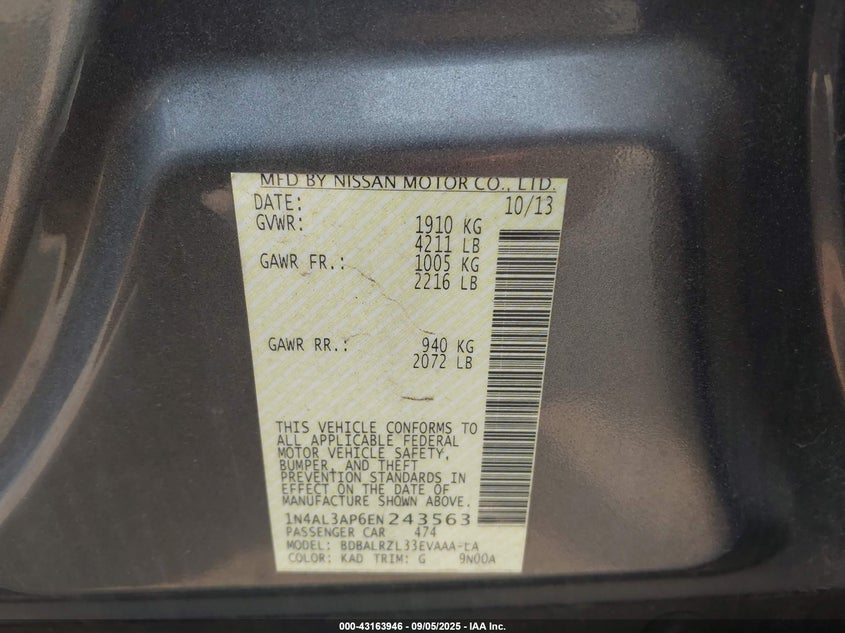 MFD BY NISSAN MOTOR CO., LTD.
DATE: 10/13
GVWR: 1910 KG
4211 LB
GAWR FR.: 1005 KG
2216 LB
GAWR RR.: 940 KG
2072 LB
THIS VEHICLE CONFORMS TO
ALL APPLICABLE FEDERAL
MOTOR VEHICLE SAFETY,
BUMPER, AND THEFT
PREVENTION STANDARDS IN
EFFECT ON THE DATE OF
MANUFACTURE SHOWN ABOVE.
1N4AL3AP6EN243563
PASSENGER CAR 474
MODEL:
COLOR: KAD TRIM: G 9N00A
000-43163946 - 09/05/2025 - IAA Inc.